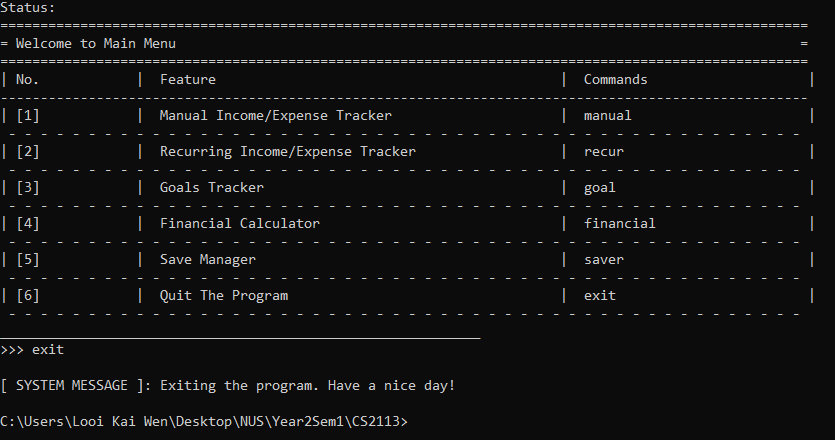 Status:
=====================================================================================================
= Welcome to Main Menu                                                                              =
=====================================================================================================
| No.            |  Feature                                           |  Commands                    |
-----------------------------------------------------------------------------------------------------
| [1]            |  Manual Income/Expense Tracker                     |  manual                      |
- - - - - - - - - - - - - - - - - - - - - - - - - - - - - - - - - - - - - - - - - - - - - - - - - -
| [2]            |  Recurring Income/Expense Tracker                  |  recur                       |
- - - - - - - - - - - - - - - - - - - - - - - - - - - - - - - - - - - - - - - - - - - - - - - - - -
| [3]            |  Goals Tracker                                     |  goal                        |
- - - - - - - - - - - - - - - - - - - - - - - - - - - - - - - - - - - - - - - - - - - - - - - - - -
| [4]            |  Financial Calculator                              |  financial                   |
- - - - - - - - - - - - - - - - - - - - - - - - - - - - - - - - - - - - - - - - - - - - - - - - - -
| [5]            |  Save Manager                                      |  saver                       |
- - - - - - - - - - - - - - - - - - - - - - - - - - - - - - - - - - - - - - - - - - - - - - - - - -
| [6]            |  Quit The Program                                  |  exit                        |
- - - - - - - - - - - - - - - - - - - - - - - - - - - - - - - - - - - - - - - - - - - - - - - - - -
____________________________________________________________
>>> exit
[ SYSTEM MESSAGE ]: Exiting the program. Have a nice day!
C:\Users\Looi Kai Wen\Desktop\NUS\Year2Sem1\CS2113>